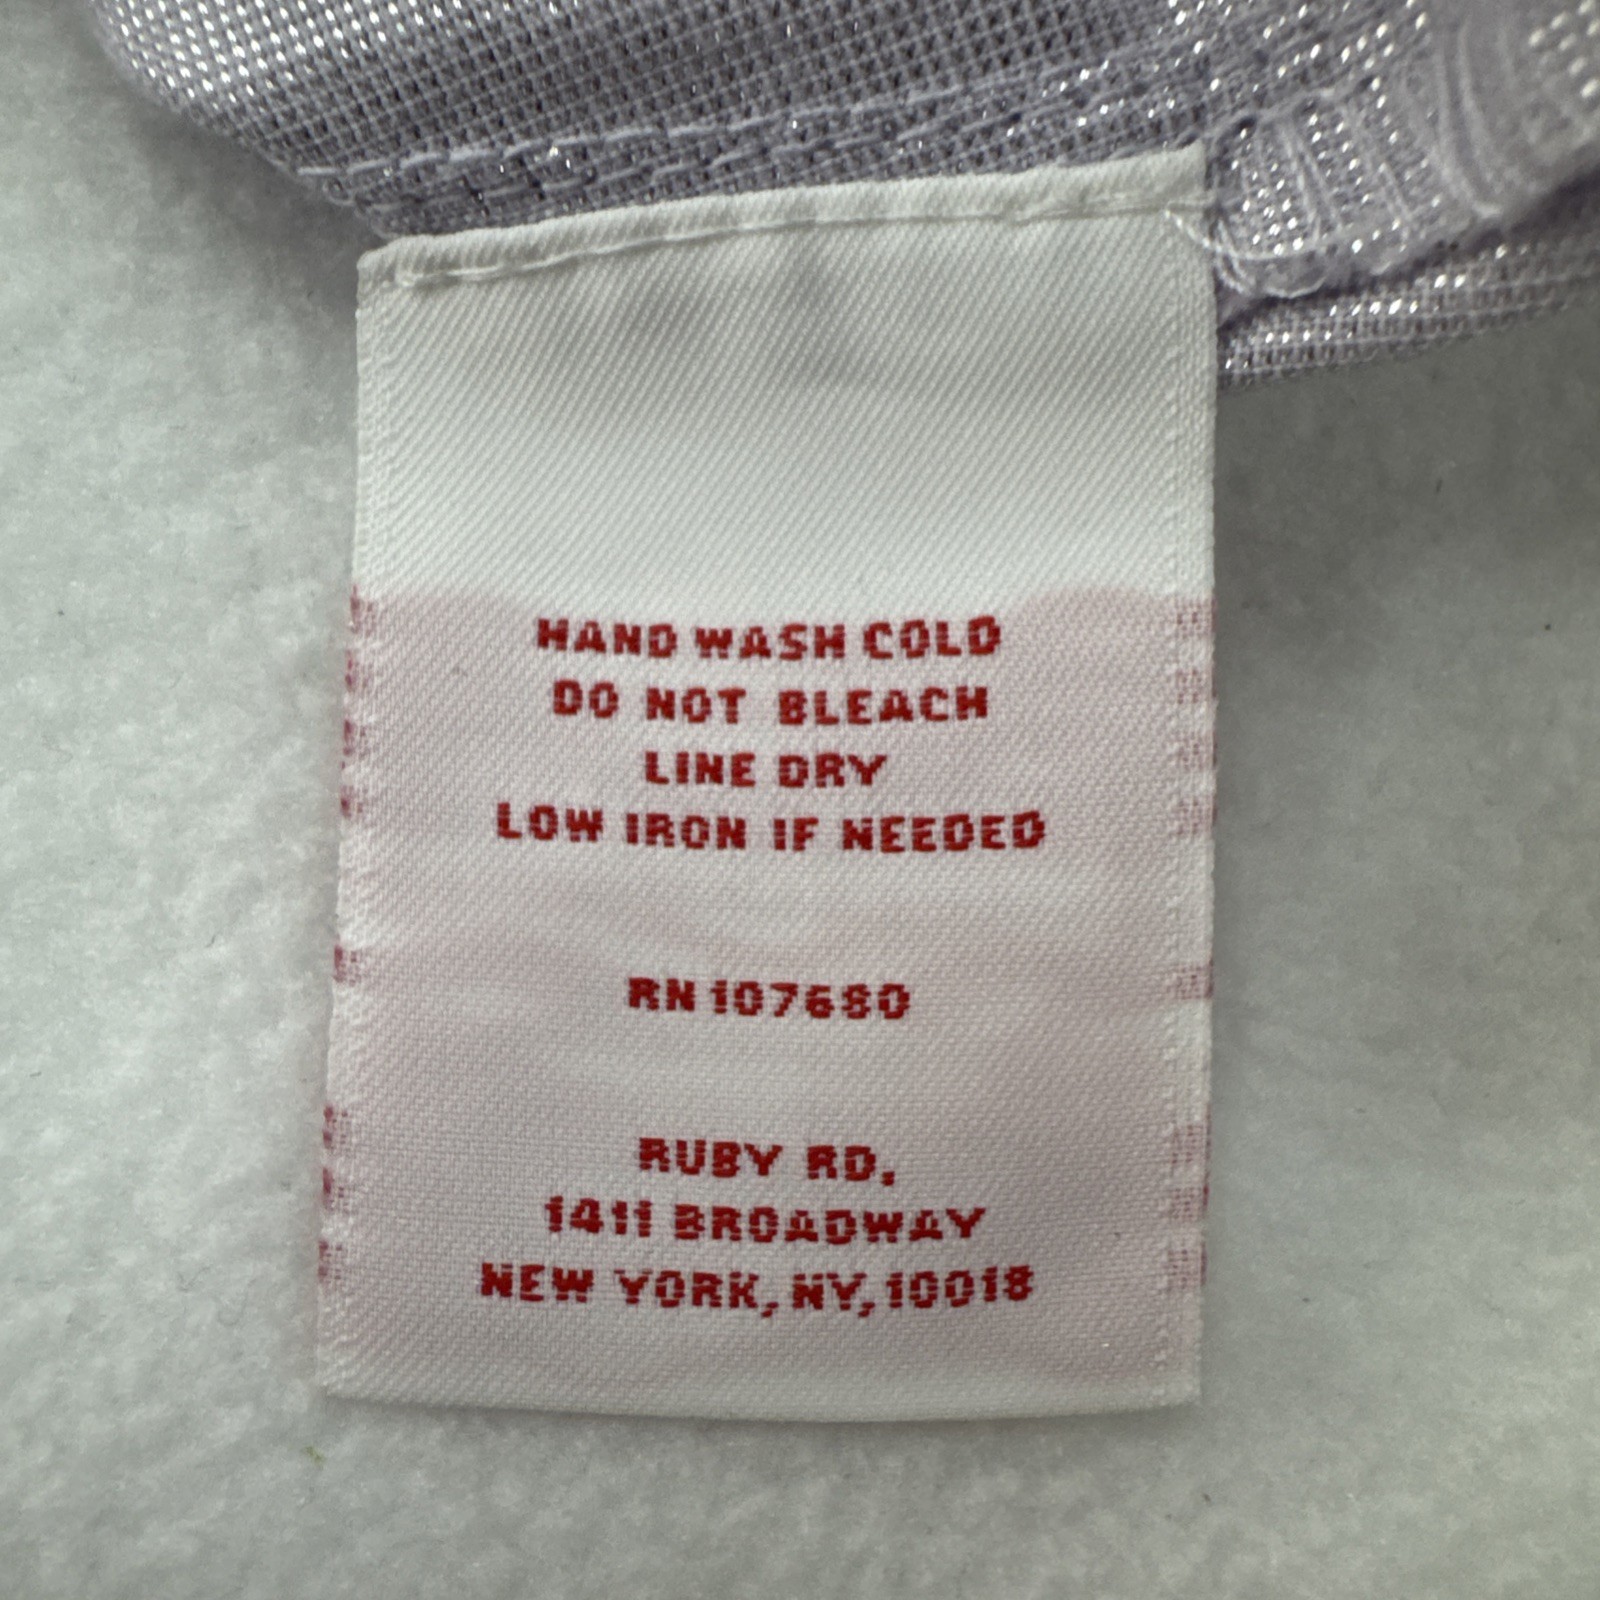 HAND WASH COLD
DO NOT BLEACH
LINE DRY
LOW IRON IF NEEDED
RN 107680
RUBY RD.
1411 BROADWAY
NEW YORK, NY, 10018